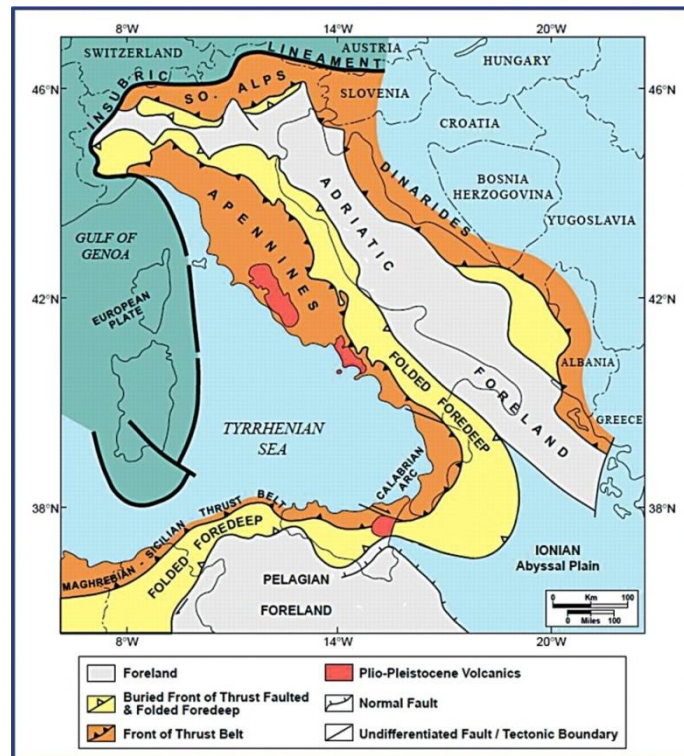 8°W
14°W
20°W
SWITZERLAND
AUSTRIA
HUNGARY
INSUBRIC
LINEAMENT
46°N
46°N
SO. ALPS
SLOVENIA
CROATIA
BOSNIA
HERZOGOVINA
YUGOSLAVIA
DINARIDES
ADRIATIC
APENNINES
GULF OF
GENOA
EUROPEAN
PLATE
42°N
42°N
ALBANIA
FOLDED FOREDEEP
FORELAND
GREECE
TYRRHENIAN
SEA
CALABRIAN
ARC
38°N
38°N
MAGHREBIAN - SICILIAN THRUST BELT
FOLDED FOREDEEP
PELAGIAN
FORELAND
IONIAN
Abyssal Plain
Km
100 0 100
0 100
Miles
8°W
14°W
20°W
Foreland
Buried Front of Thrust Faulted
& Folded Foredeep
Front of Thrust Belt
Plio-Pleistocene Volcanics
Normal Fault
Undifferentiated Fault / Tectonic Boundary